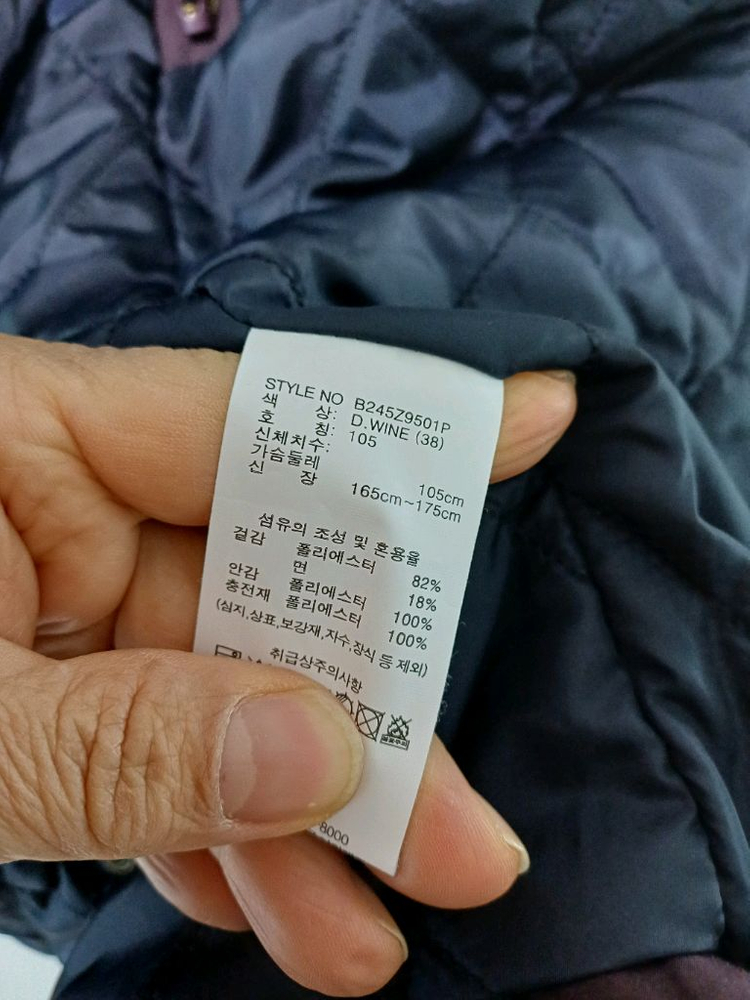 STYLE NO B245Z9501P
색 상: D.WINE (38)
호 칭: 105
신체치수:
가슴둘레 105cm
신 장 165cm~175cm
섬유의 조성 및 혼용율
겉감 폴리에스터 82%
면 18%
안감 폴리에스터 100%
충전재 폴리에스터 100%
(심지,상표,보강재,자수,장식 등 제외)
취급상주의사항
8000